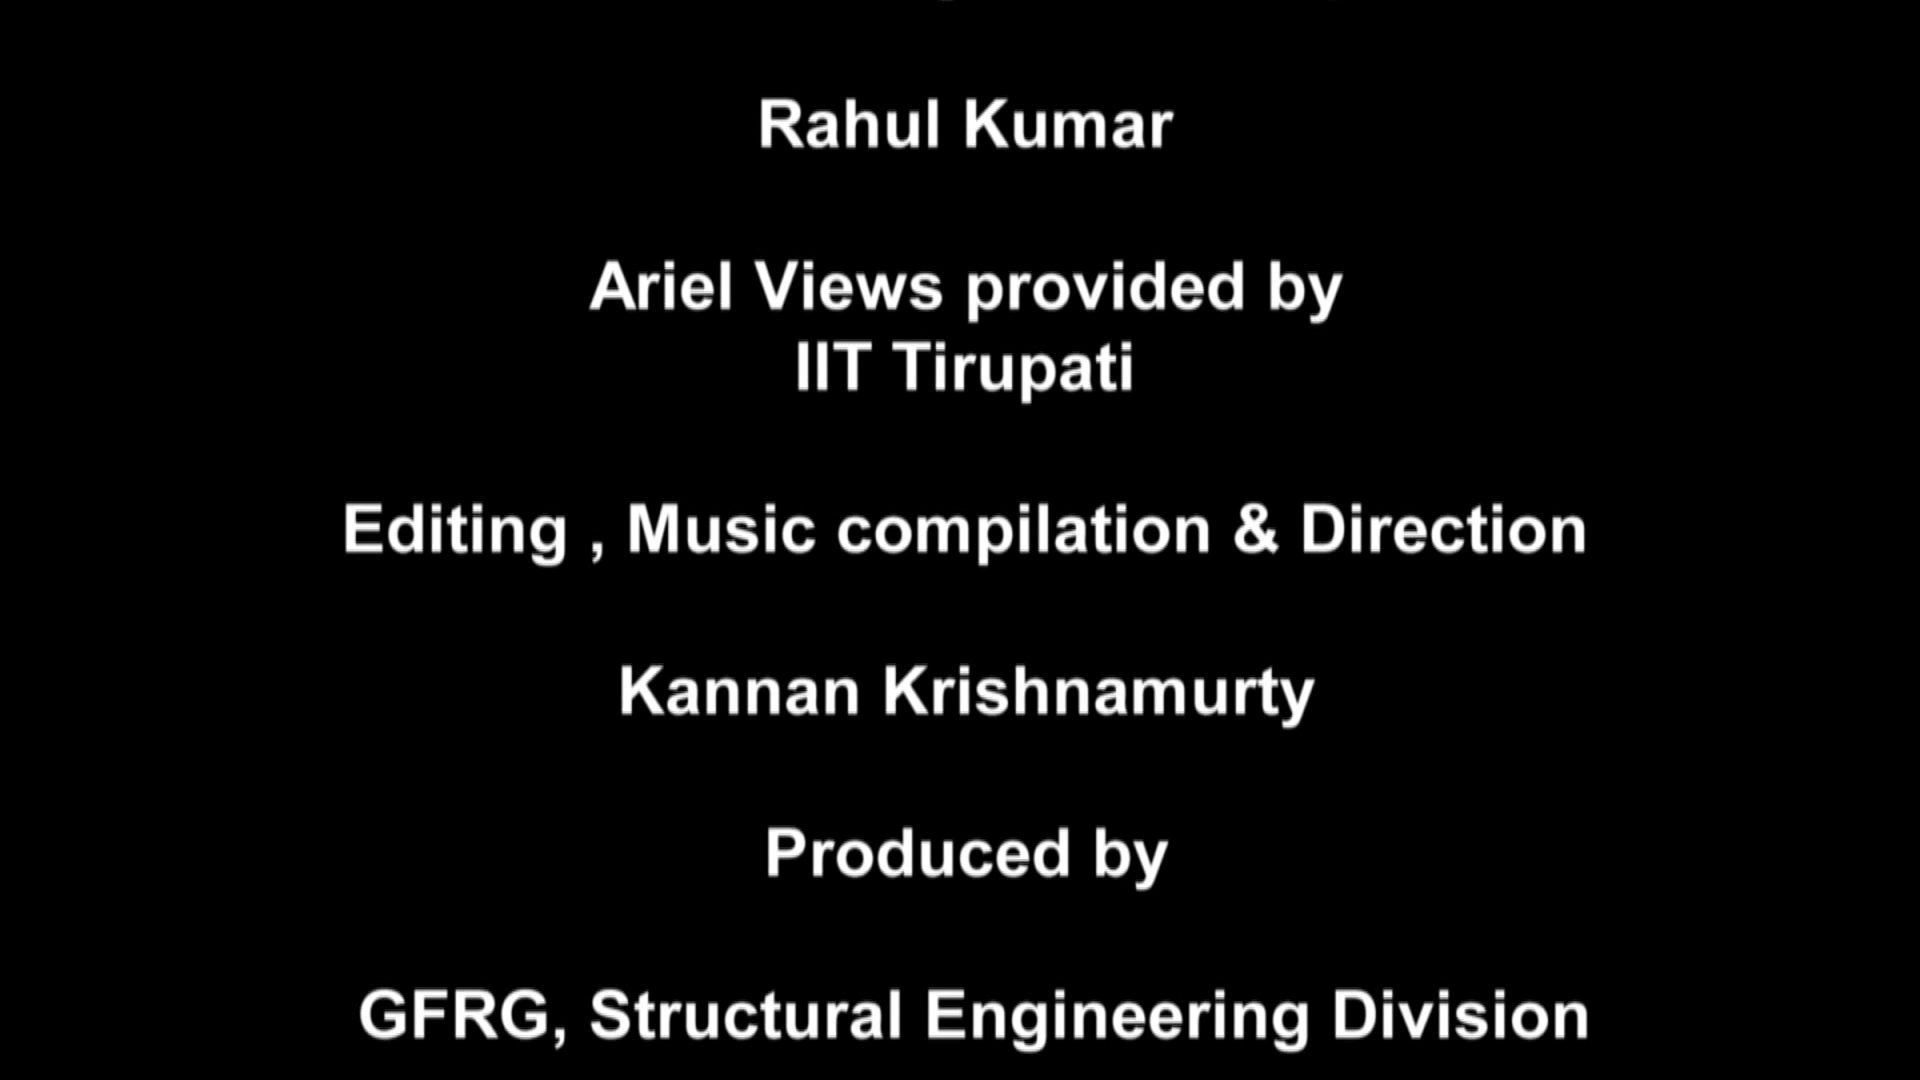 Rahul Kumar
Ariel Views provided by
IIT Tirupati
Editing , Music compilation & Direction
Kannan Krishnamurty
Produced by
GFRG, Structural Engineering Division